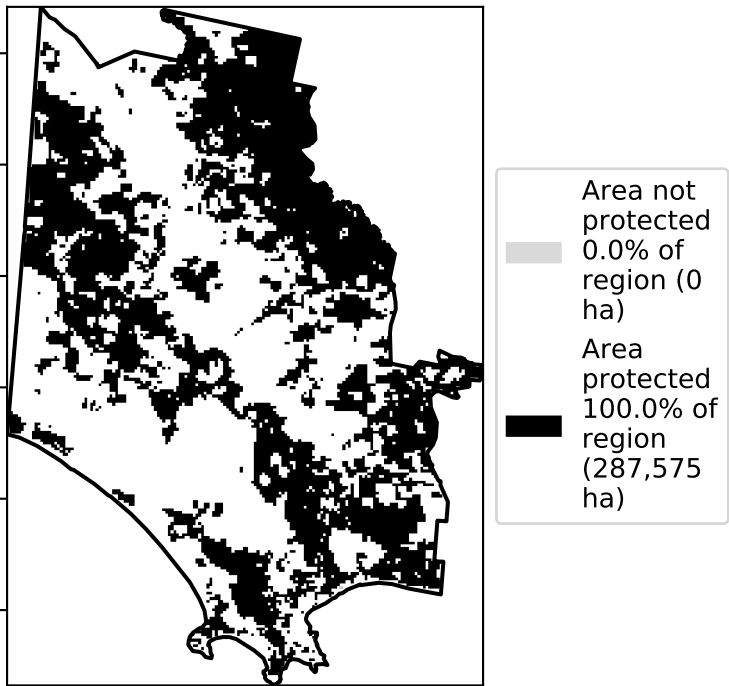 Area not
protected
0.0% of
region (0
ha)
Area
protected
100.0% of
region
(287,575
ha)